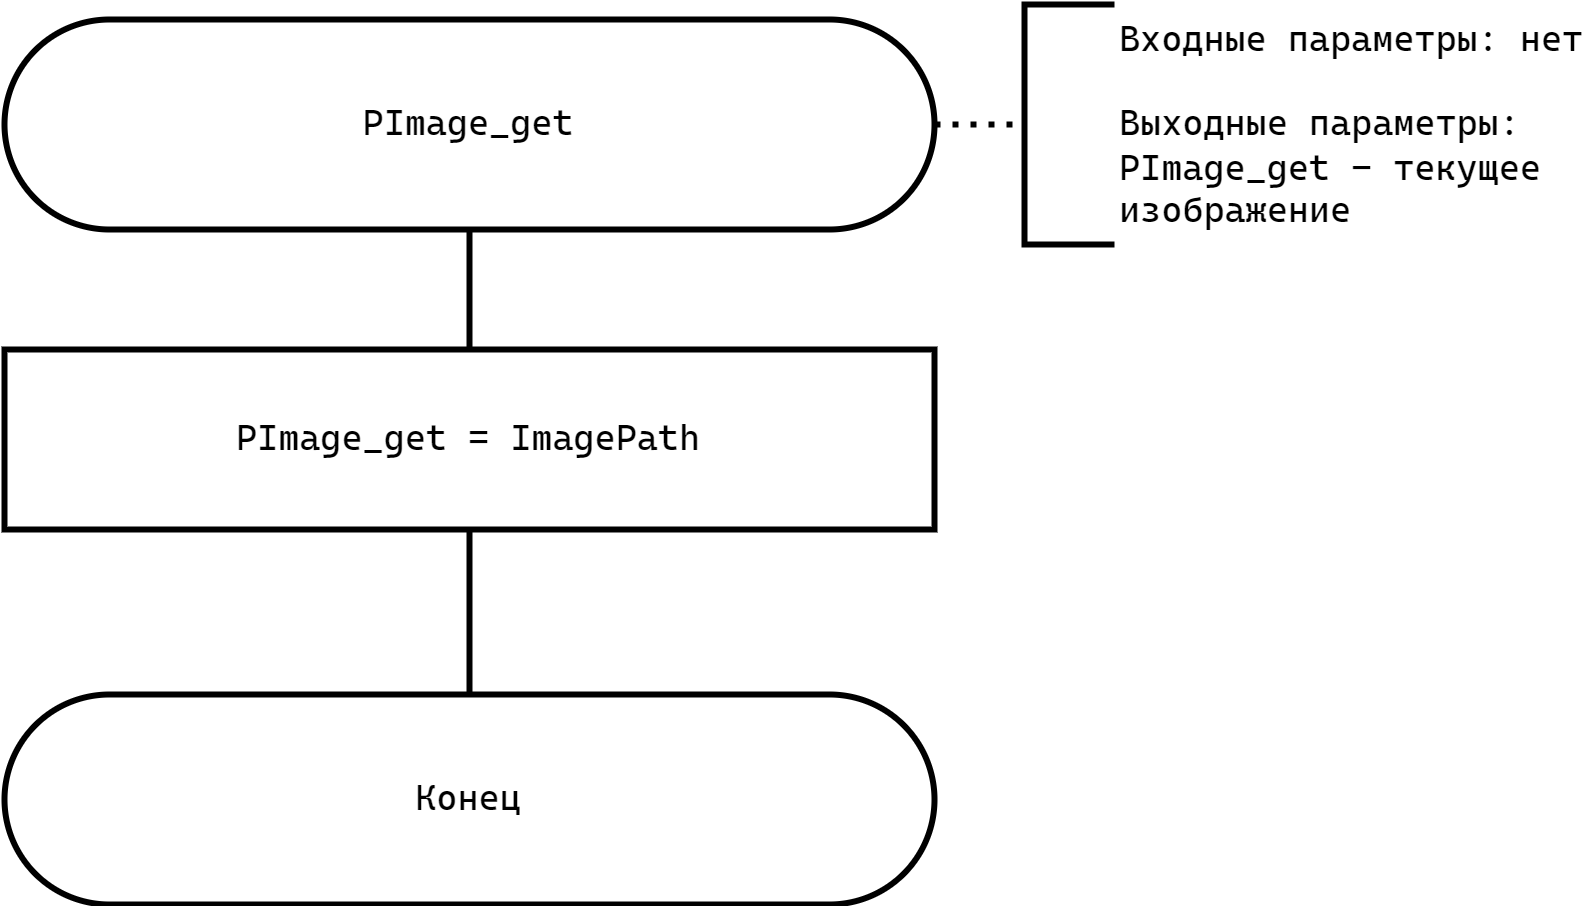 PImage_get
Входные параметры: нет
Выходные параметры:
PImage_get – текущее
изображение
PImage_get = ImagePath
Конец